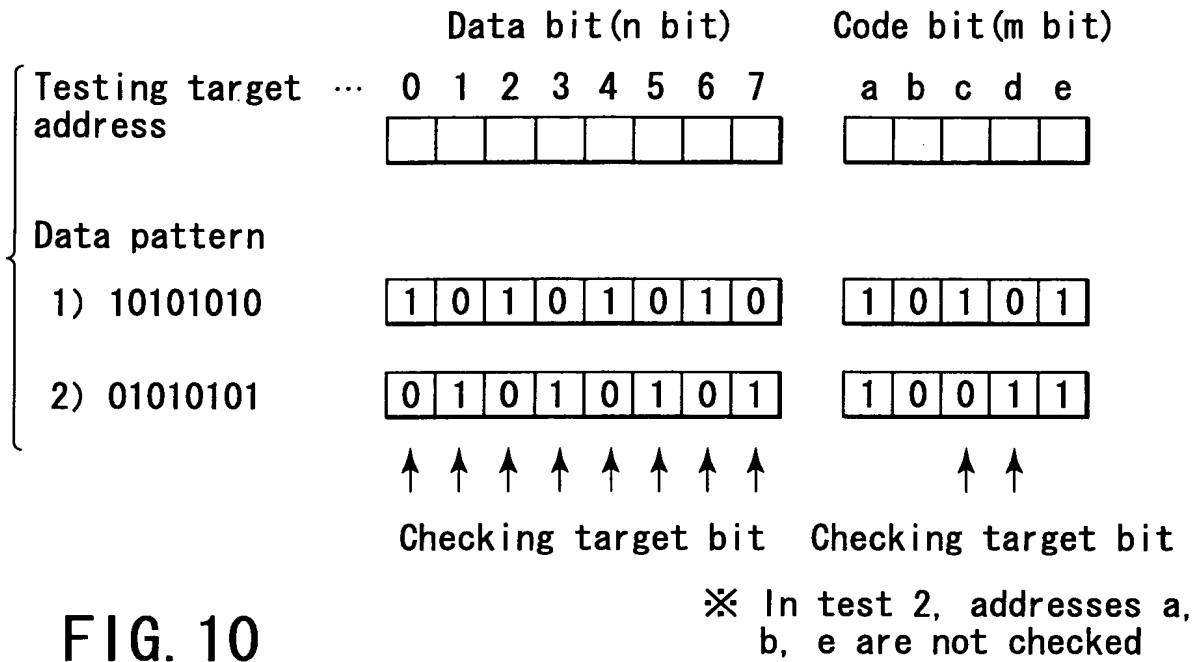 Data bit(n bit) Code bit(m bit)
Testing target … 0 1 2 3 4 5 6 7 a b c d e
address
Data pattern
1) 10101010 1 0 1 0 1 0 1 0 1 0 1 0 1
2) 01010101 0 1 0 1 0 1 0 1 1 0 0 1 1
Checking target bit Checking target bit
※ In test 2, addresses a,
b, e are not checked
FIG. 10